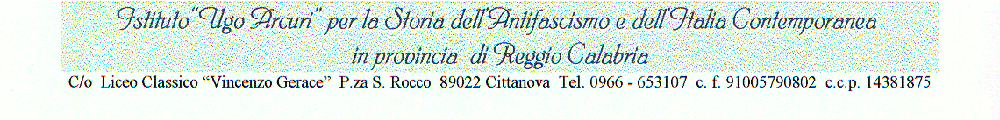 Istituto "Ugo Arcuri" per la Storia dell'Antifascismo e dell'Italia Contemporanea
in provincia di Reggio Calabria
C/o Liceo Classico “Vincenzo Gerace” P.za S. Rocco 89022 Cittanova Tel. 0966 - 653107 c. f. 91005790802 c.c.p. 14381875